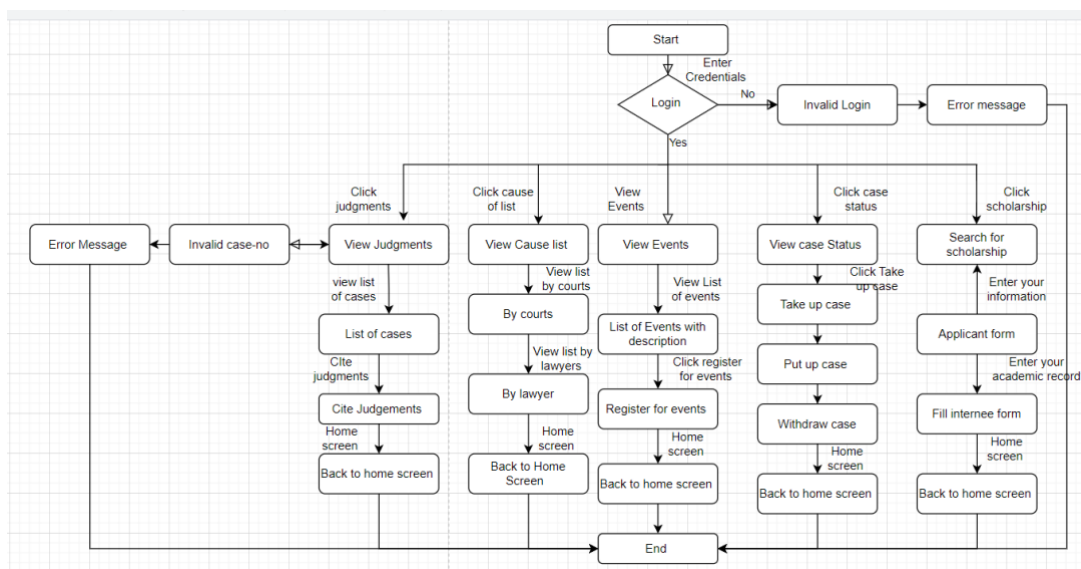 Start
Enter
Credentials
Login
No
Invalid Login
Error message
Yes
Click
judgments
Click cause
of list
View
Events
Click case
status
Click
scholarship
Error Message
Invalid case-no
View Judgments
View Cause list
View Events
View case Status
Search for
scholarship
view list
of cases
View list
by courts
View List
of events
Click Take
up case
Enter your
information
List of cases
By courts
List of Events with
description
Take up case
Applicant form
CIte
judgments
View list by
lawyers
Click register
for events
Put up case
Enter your
academic record
Cite Judgements
By lawyer
Register for events
Withdraw case
Fill internee form
Home
screen
Home
screen
Home
screen
Home
screen
Home
screen
Back to home screen
Back to Home
Screen
Back to home screen
Back to home screen
Back to home screen
End